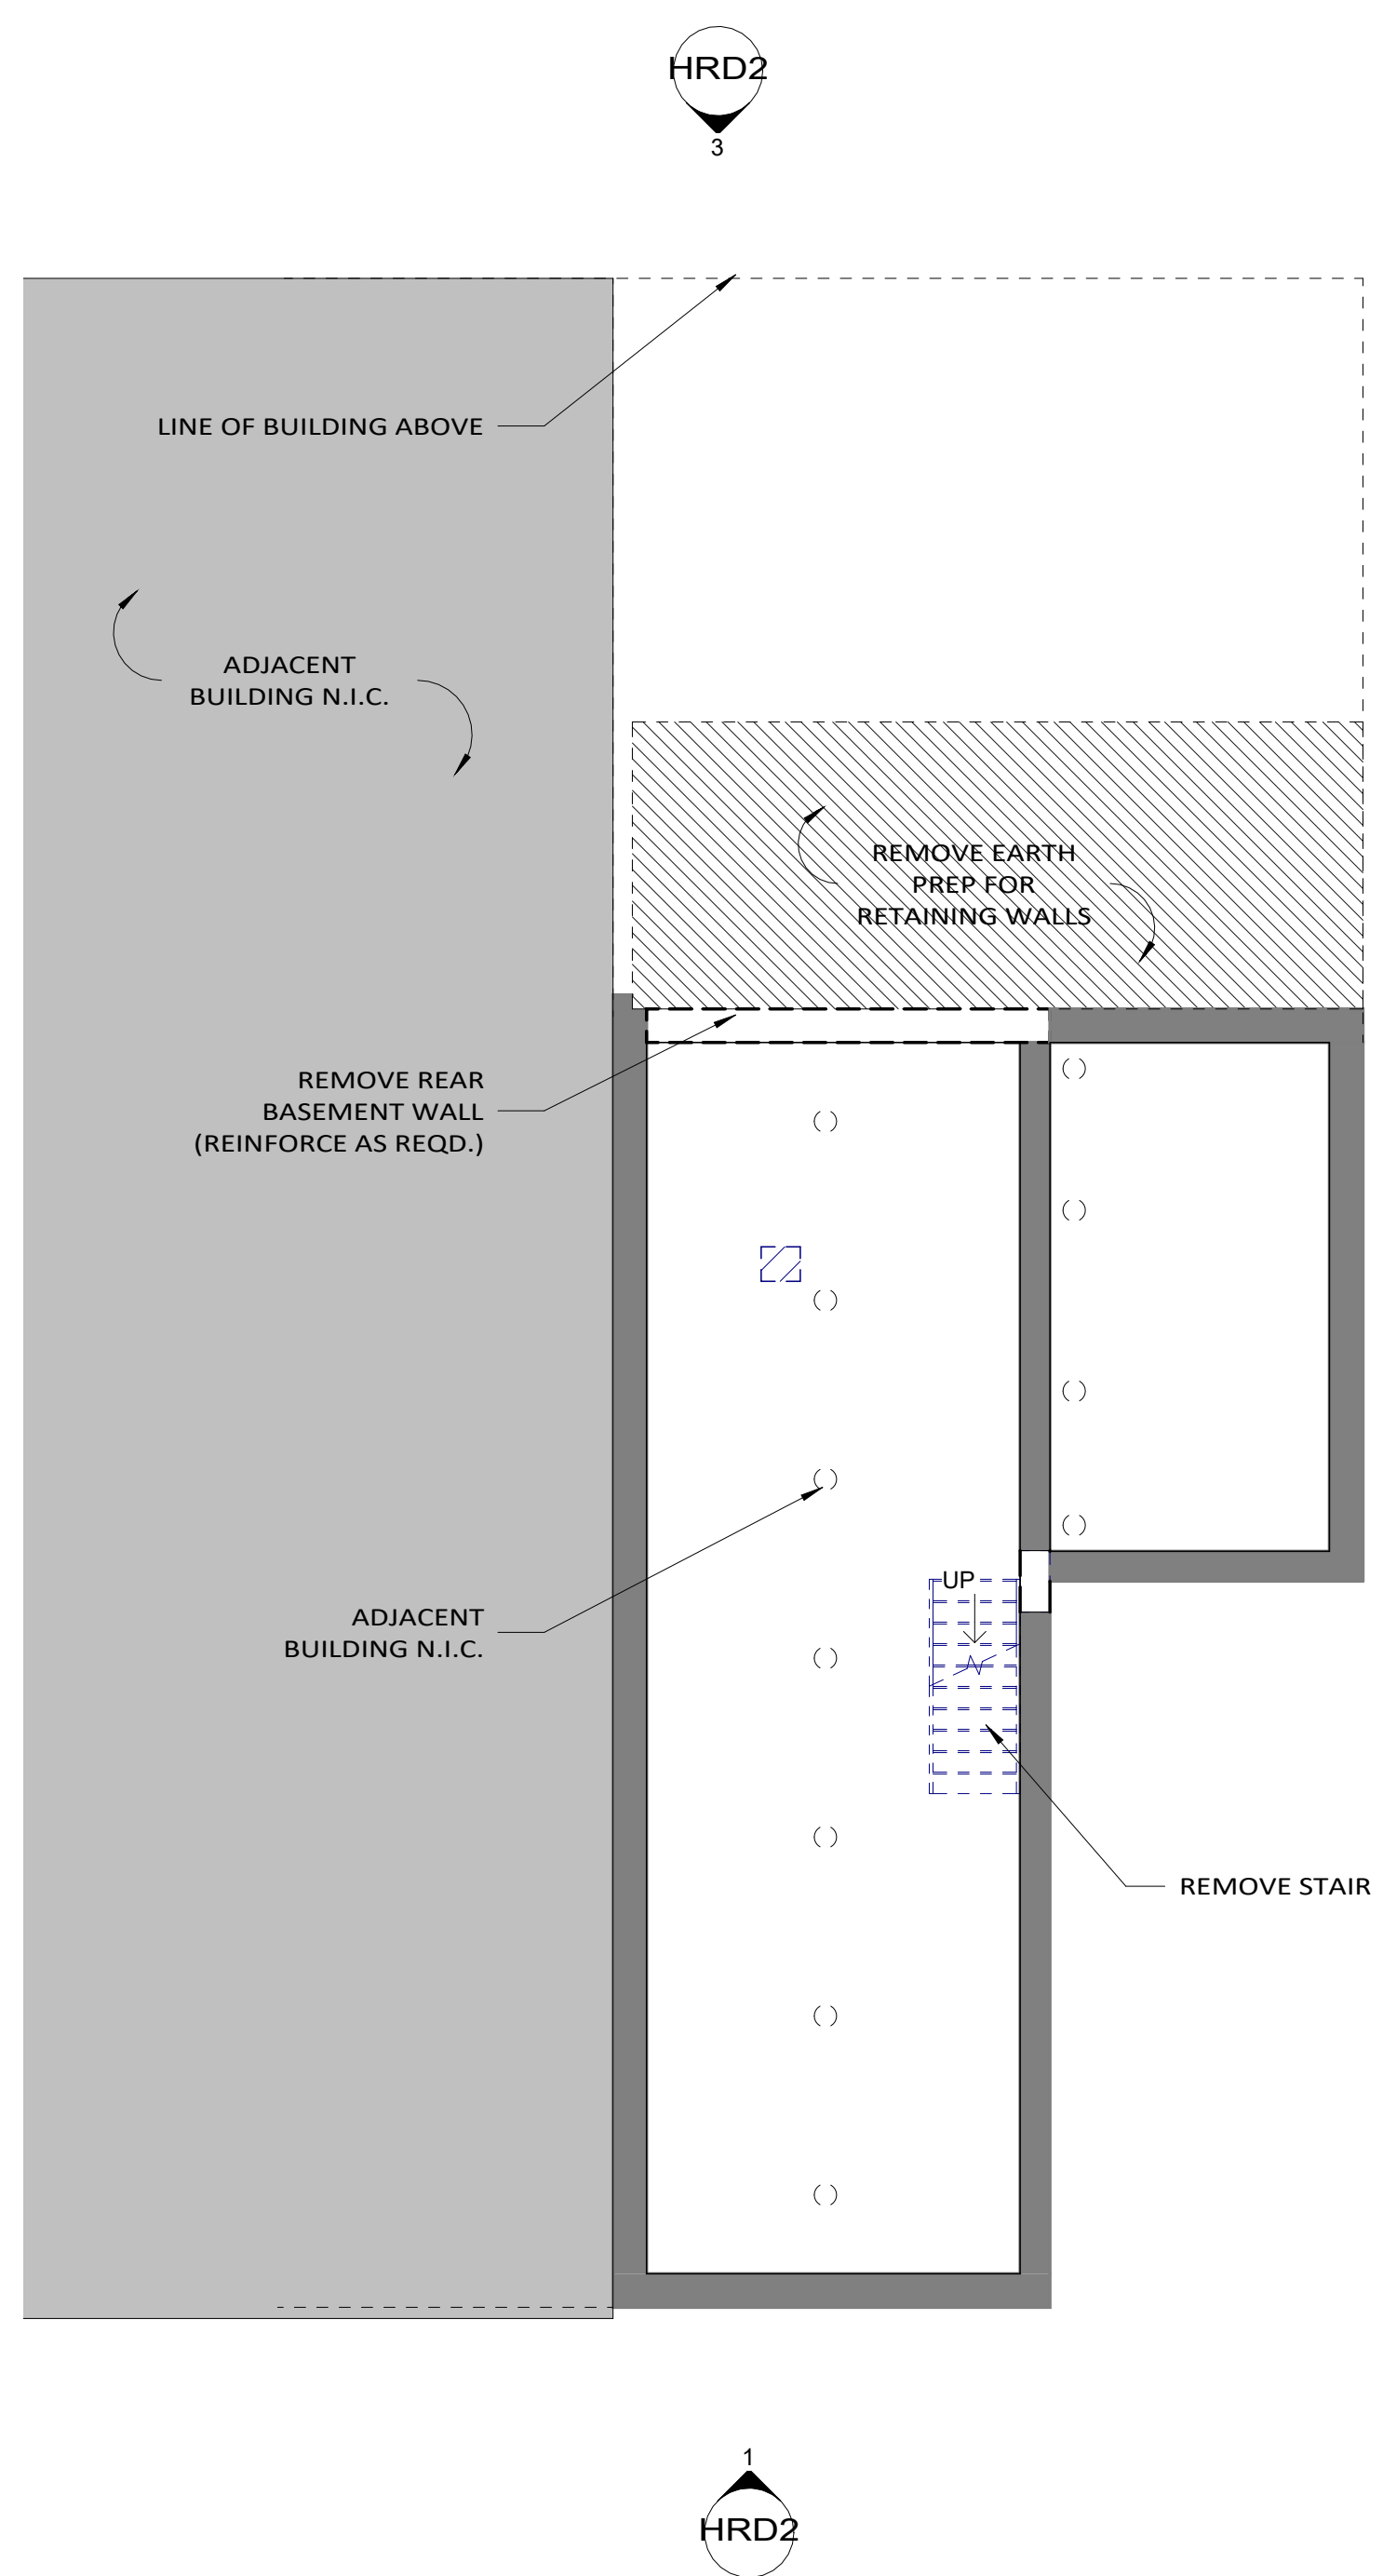 HRD2
3
LINE OF BUILDING ABOVE
ADJACENT
BUILDING N.I.C.
REMOVE EARTH
PREP FOR
RETAINING WALLS
REMOVE REAR
BASEMENT WALL
(REINFORCE AS REQD.)
UP
ADJACENT
BUILDING N.I.C.
REMOVE STAIR
1
HRD2